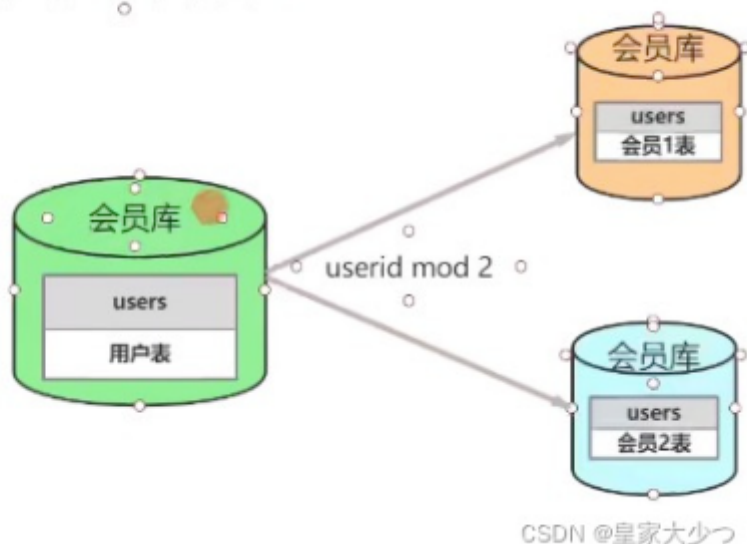 会员库
users
用户表
userid mod 2
会员库
users
会员1表
会员库
users
会员2表
CSDN @皇家大少つ